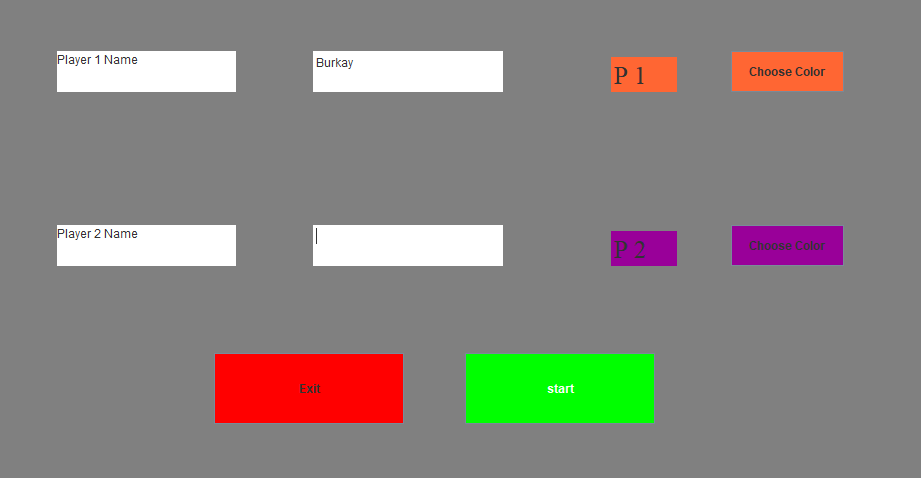 Player 1 Name
Burkay
P 1
Choose Color
Player 2 Name
P 2
Choose Color
Exit
start